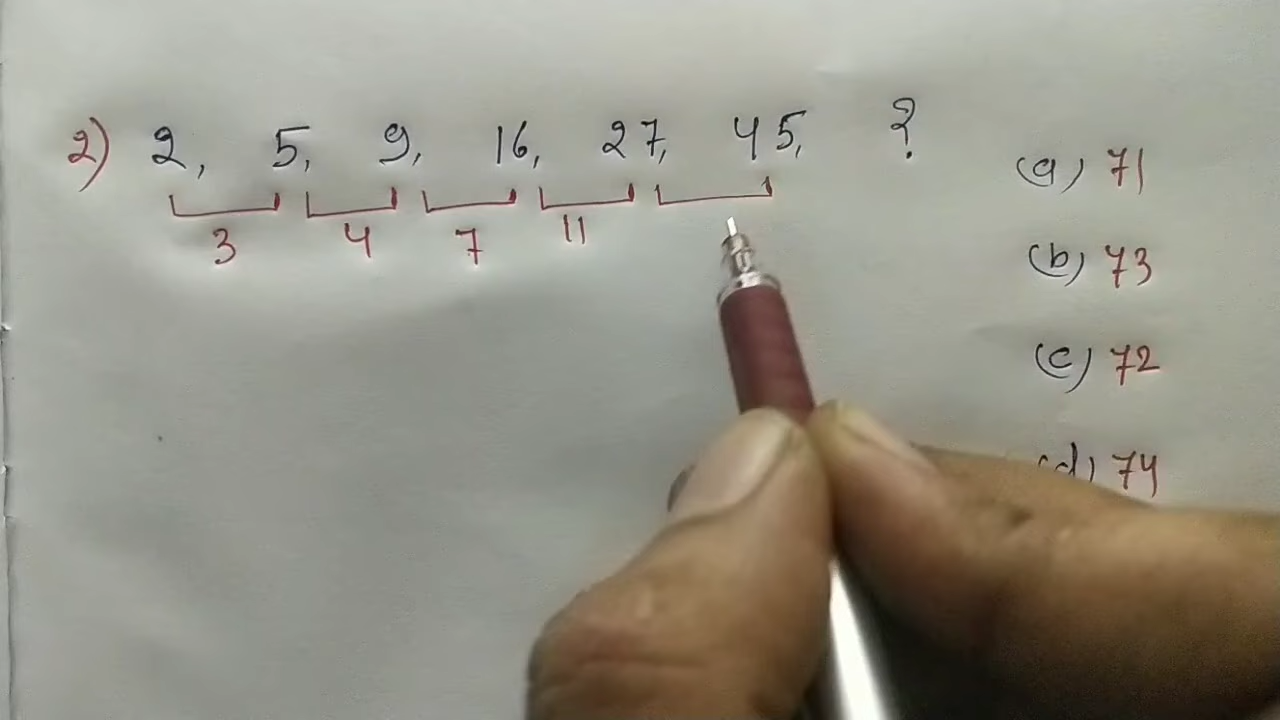 2) 2, 5, 9, 16, 27, 45, ?
3 4 7 11
(a) 71
(b) 73
(c) 72
(d) 74